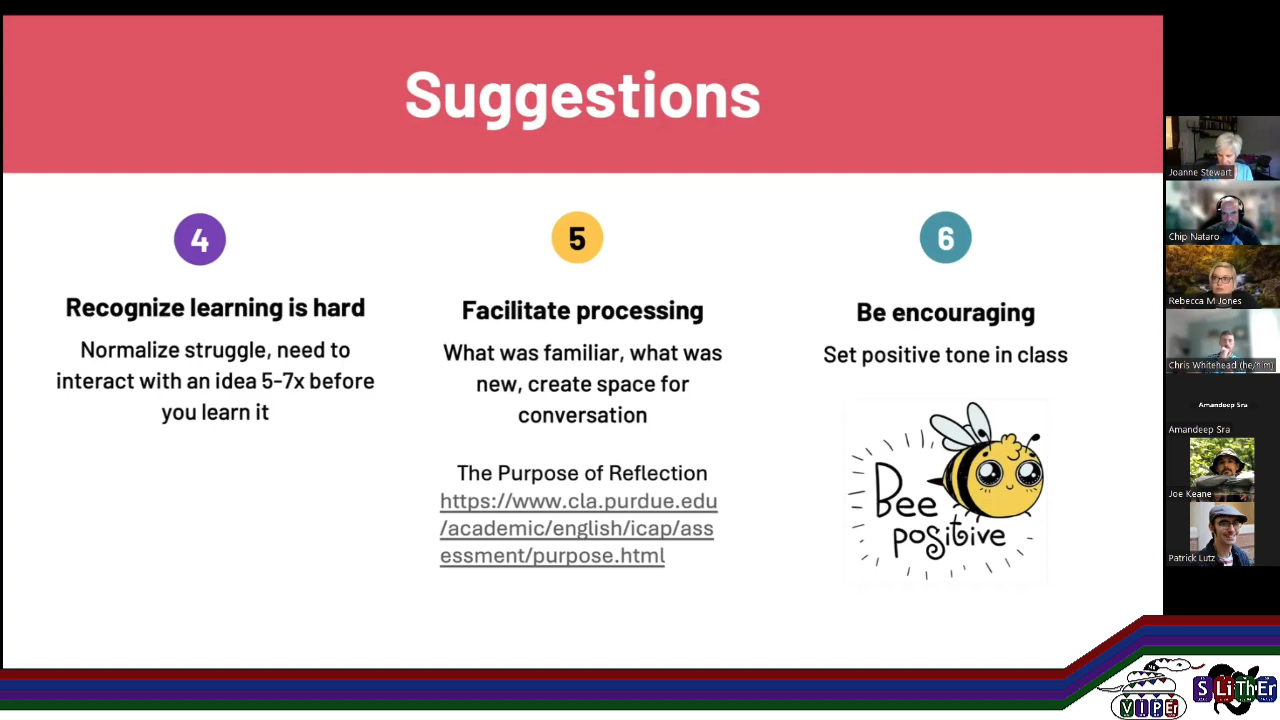 Suggestions
4
Recognize learning is hard
Normalize struggle, need to
interact with an idea 5-7x before
you learn it
5
Facilitate processing
What was familiar, what was
new, create space for
conversation
The Purpose of Reflection
https://www.cla.purdue.edu
/academic/english/icap/ass
essment/purpose.html
6
Be encouraging
Set positive tone in class
Bee
positive
Joanne Stewart
Chip Nataro
Rebecca M Jones
Chris Whitehead (he/him)
Amandeep Sra
Amandeep Sra
Joe Keane
Patrick Lutz
VIPEr
SLiThEr